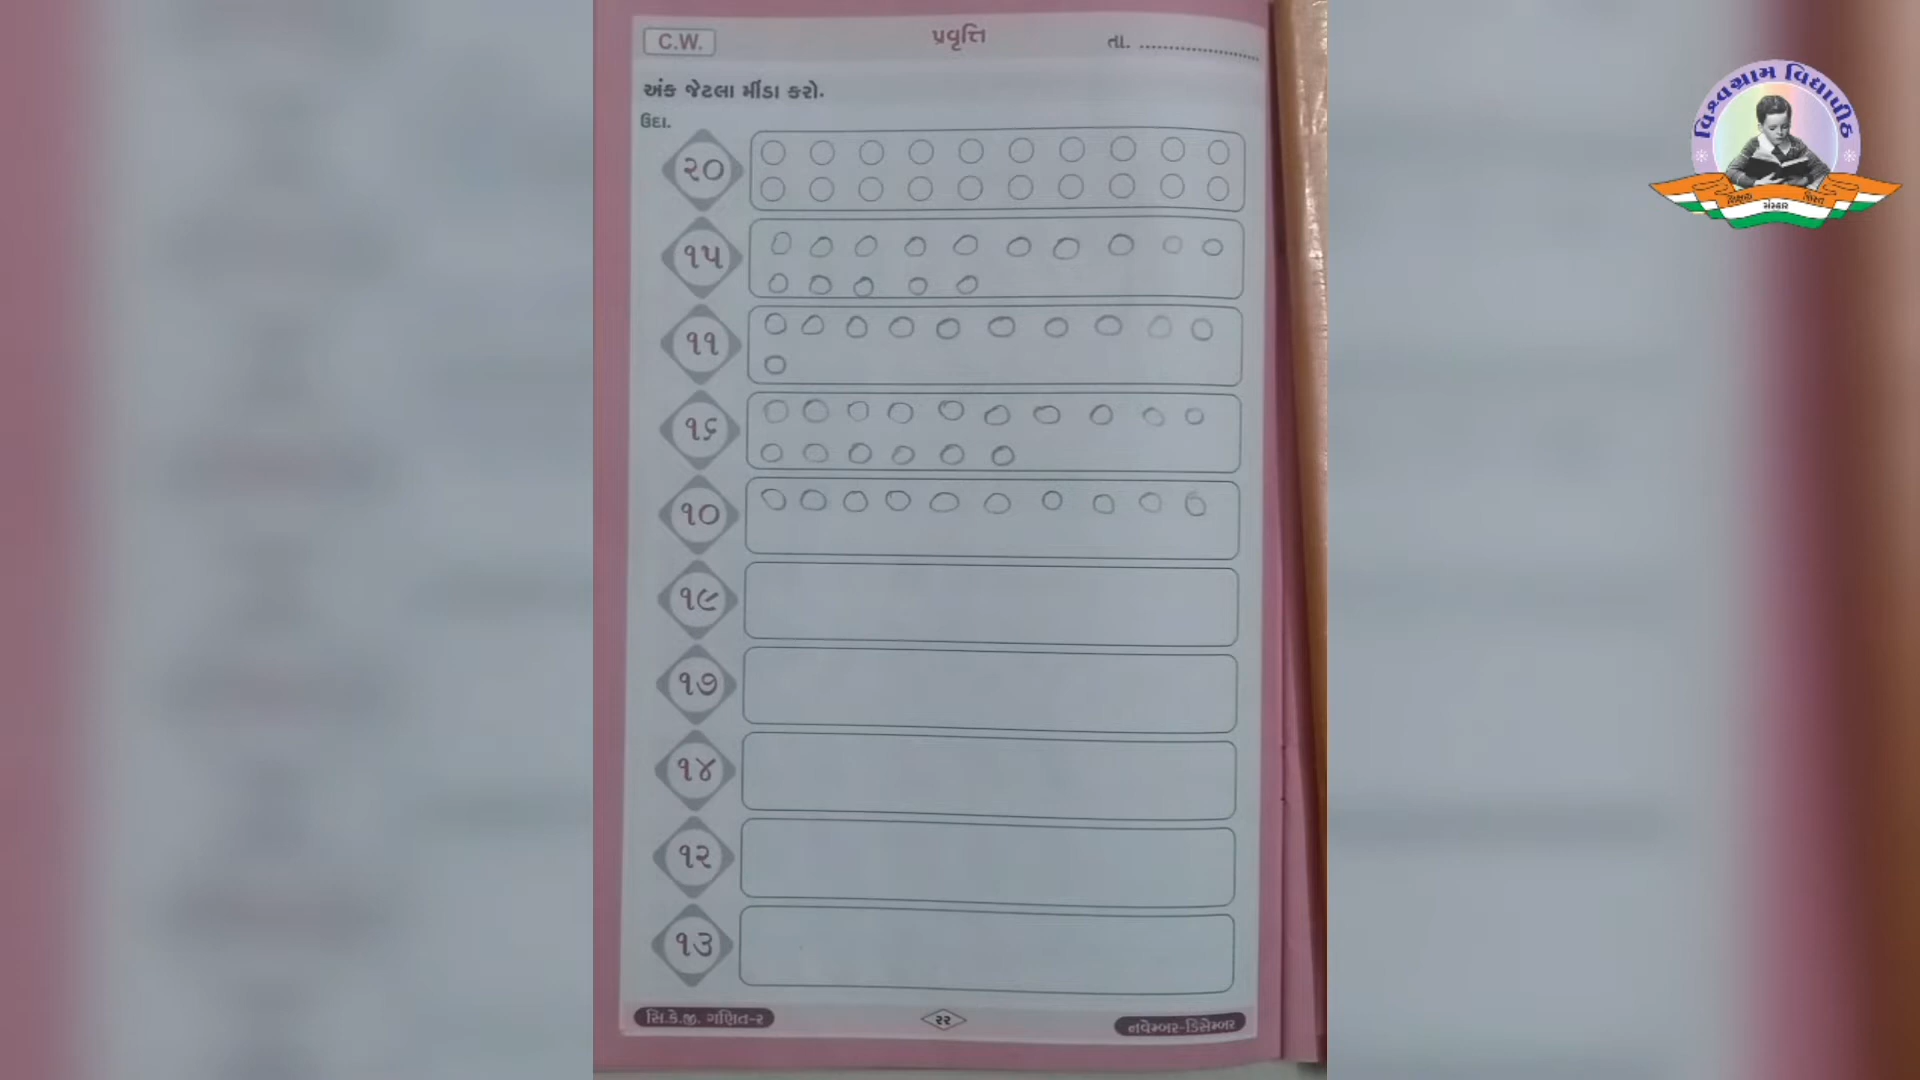 C.W.
પ્રવૃત્તિ
તા. ......................
અંક જેટલા મીંડા કરો.
ઉદા.
૨૦
૧૫
૧૧
૧૬
૧૦
૧૯
૧૭
૧૪
૧૨
૧૩
સિ.કે.જી. ગણિત-૨
૨૨
નવેમ્બર-ડિસેમ્બર
વિશ્વગ્રામ વિદ્યાપીઠ
સંસ્કાર